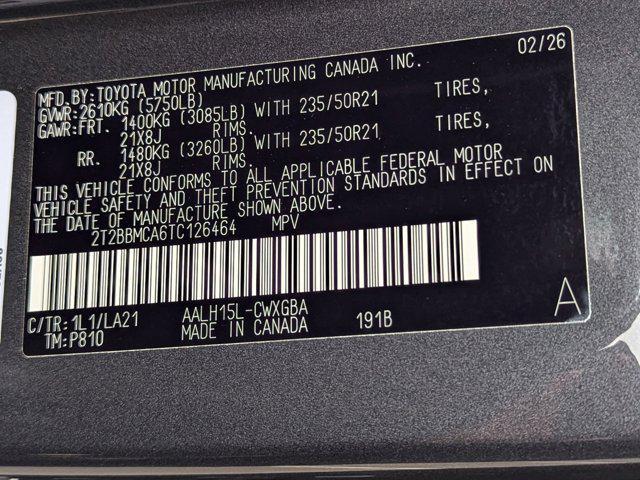 02/26
MFD.BY:TOYOTA MOTOR MANUFACTURING CANADA INC.
GVWR:2610KG (5750LB)
GAWR:FRT. 1400KG (3085LB) WITH 235/50R21 TIRES,
21X8J RIMS.
RR. 1480KG (3260LB) WITH 235/50R21 TIRES,
21X8J RIMS.
THIS VEHICLE CONFORMS TO ALL APPLICABLE FEDERAL MOTOR
VEHICLE SAFETY AND THEFT PREVENTION STANDARDS IN EFFECT ON
THE DATE OF MANUFACTURE SHOWN ABOVE.
2T2BBMCA6TC126464 MPV
C/TR:1L1/LA21 AALH15L-CWXGBA A
TM:P810 MADE IN CANADA 191B